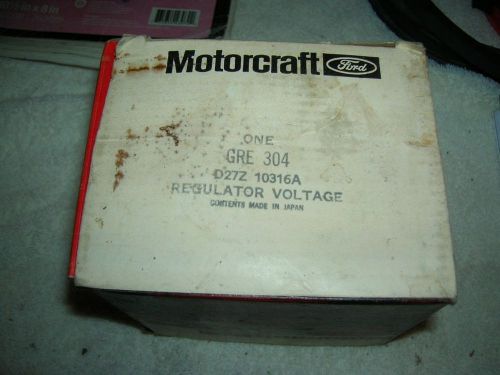 Motorcraft Ford
ONE
GRE 304
D27Z 10316A
REGULATOR VOLTAGE
CONTENTS MADE IN JAPAN